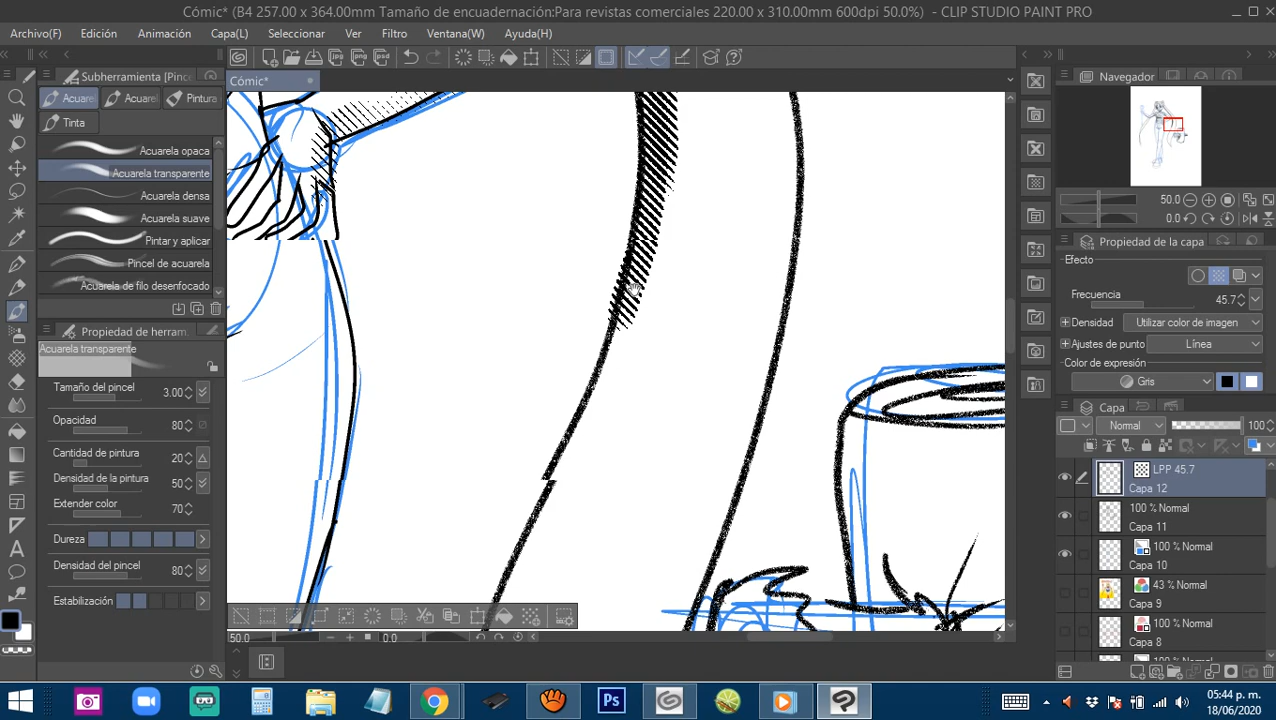 Cómic* (B4 257.00 x 364.00mm Tamaño de encuadernación:Para revistas comerciales 220.00 x 310.00mm 600dpi 50.0%) - CLIP STUDIO PAINT PRO
Archivo(F) Edición Animación Capa(L) Seleccionar Ver Filtro Ventana(W) Ayuda(H)
Subherramienta [Pince
Cómic*
Navegador
Acuare Acuare Pintura
Tinta
Acuarela opaca
Acuarela transparente
Acuarela densa
Acuarela suave
Pintar y aplicar
Pincel de acuarela
Acuarela de filo desenfocado
Propiedad de herram
Acuarela transparente
Tamaño del pincel 3.00
Opacidad 80
Cantidad de pintura 20
Densidad de la pintura 50
Extender color 70
Dureza
Densidad del pincel 80
Estabilización
50.0 0.0
50.0
0.0
Propiedad de la capa
Efecto
Frecuencia 45.7
Densidad Utilizar color de imagen
Ajustes de punto Línea
Color de expresión
Gris
Capa
Normal 100
LPP 45.7
Capa 12
100 % Normal
Capa 11
100 % Normal
Capa 10
43 % Normal
Capa 9
100 % Normal
Capa 8
Ps
05:44 p. m.
18/06/2020